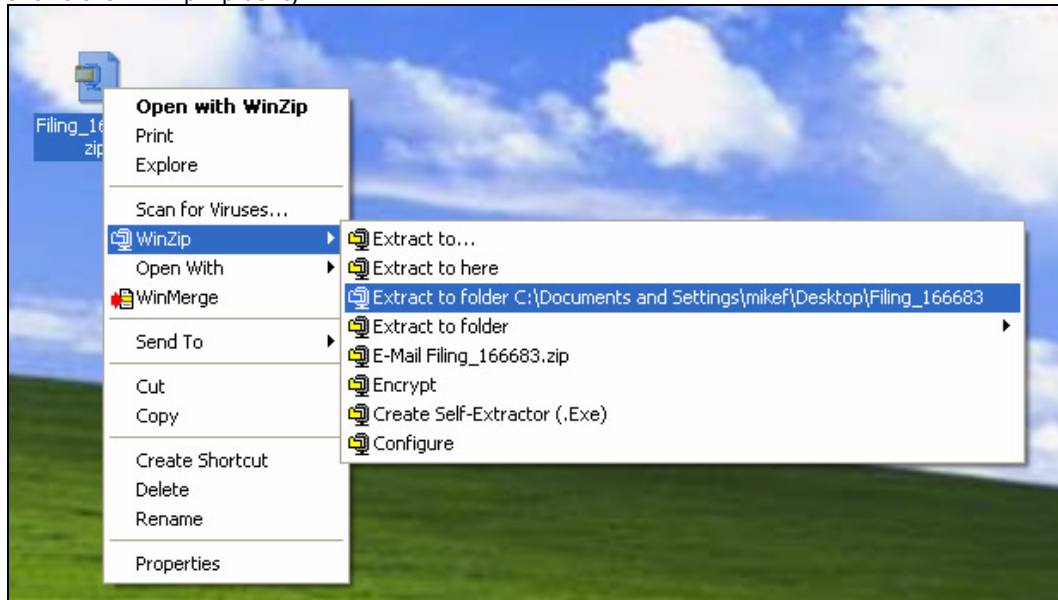 Filing_16
zip
Open with WinZip
Print
Explore
Scan for Viruses...
WinZip
Open With
WinMerge
Send To
Cut
Copy
Create Shortcut
Delete
Rename
Properties
Extract to...
Extract to here
Extract to folder C:\Documents and Settings\mikef\Desktop\Filing_166683
Extract to folder
E-Mail Filing_166683.zip
Encrypt
Create Self-Extractor (.Exe)
Configure